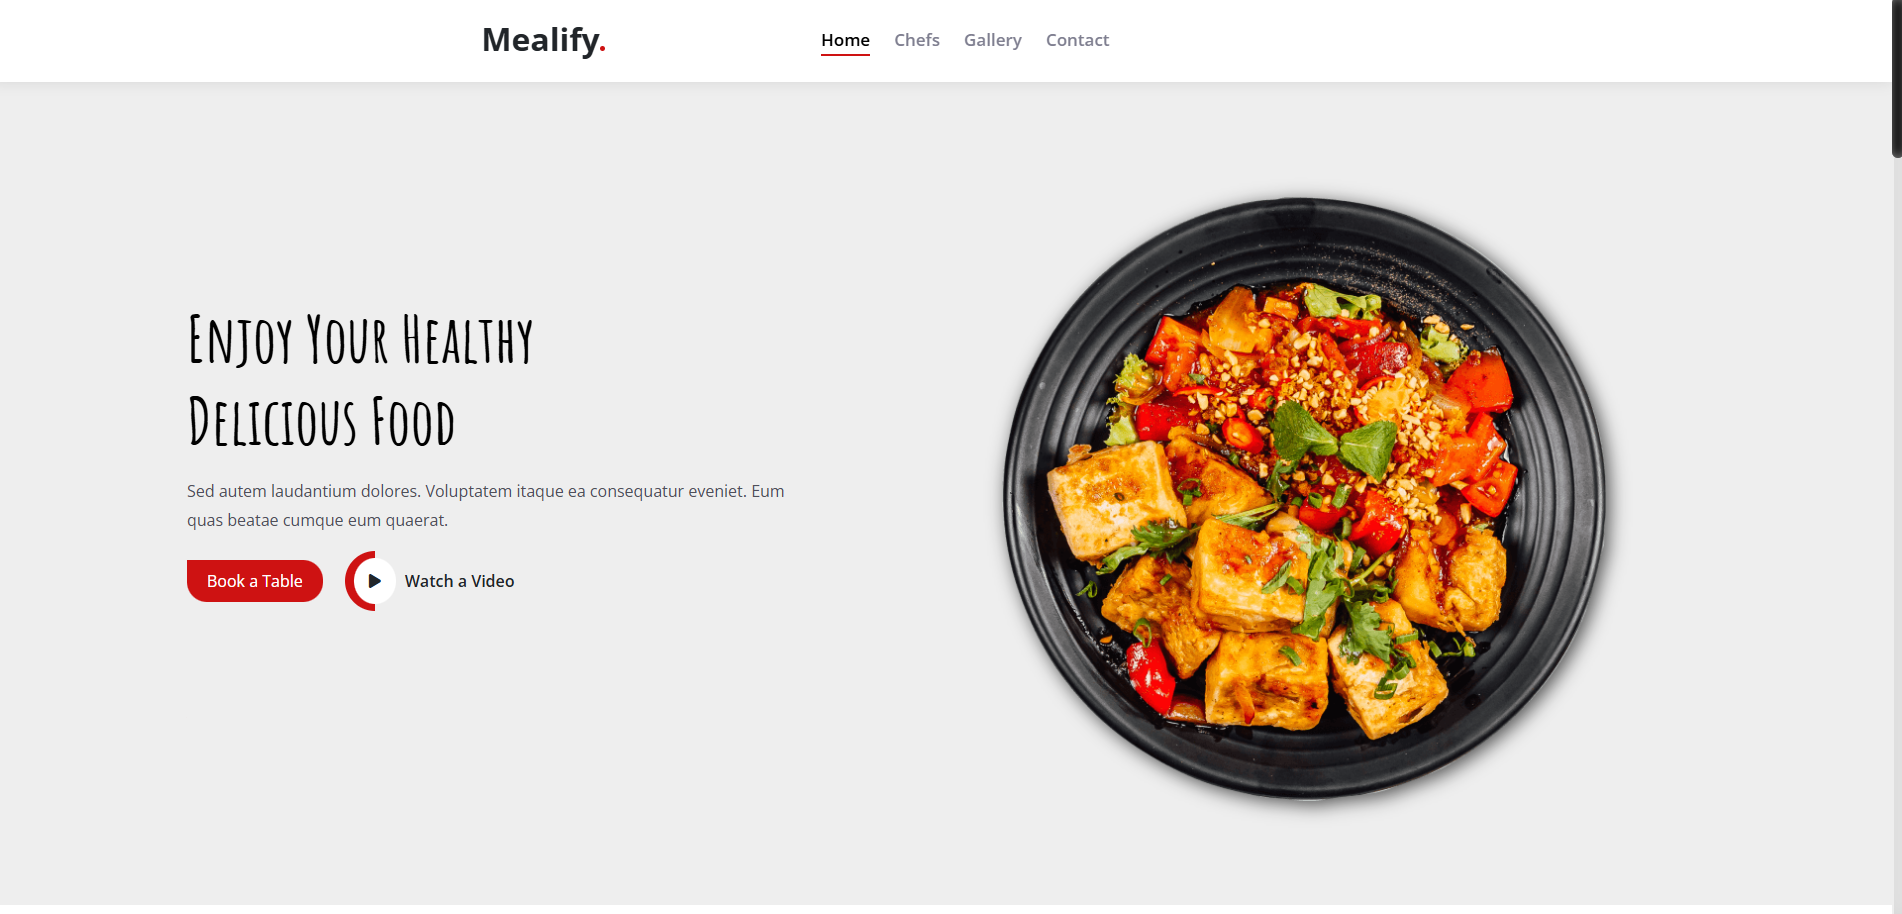 Mealify.
Home Chefs Gallery Contact
Enjoy Your Healthy
Delicious Food
Sed autem laudantium dolores. Voluptatem itaque ea consequatur eveniet. Eum
quas beatae cumque eum quaerat.
Book a Table Watch a Video